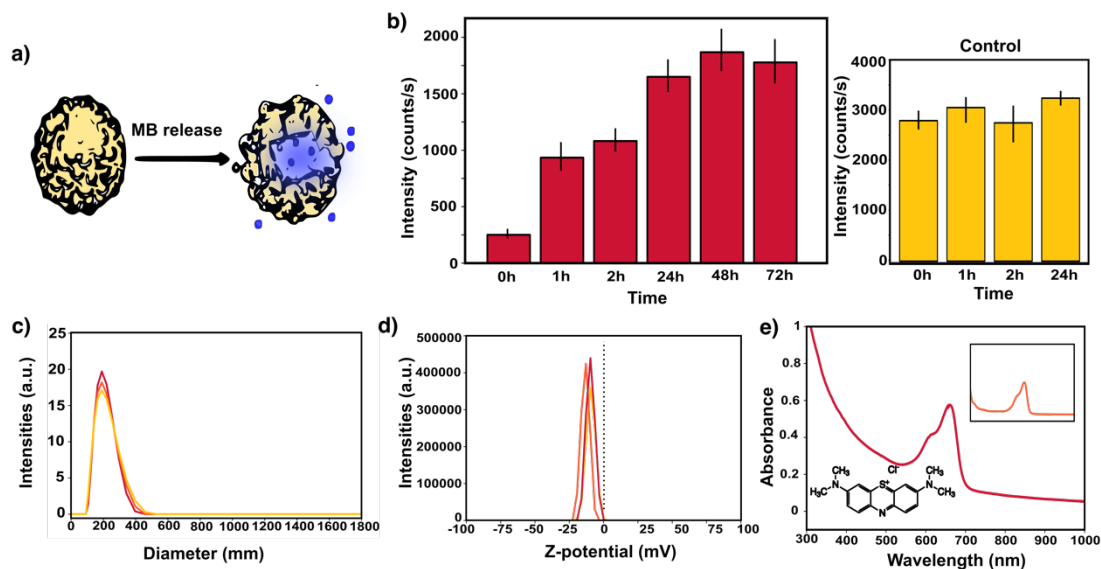 a)
MB release
b)
Intensity (counts/s)
2000
1500
1000
500
0
0h 1h 2h 24h 48h 72h
Time
Control
Intensity (counts/s)
4000
3000
2000
1000
0
0h 1h 2h 24h
Time
c)
Intensities (a.u.)
25
20
15
10
5
0
0 200 400 600 800 1000 1200 1400 1600 1800
Diameter (mm)
d)
Intensities (a.u.)
500000
400000
300000
200000
100000
0
-100 -75 -50 -25 0 25 50 75 100
Z-potential (mV)
e)
Absorbance
1
0.8
0.6
0.4
0.2
0
CH₃ Cl⁻ CH₃
H₃C N S⁺ N CH₃
N
300 400 500 600 700 800 900 1000
Wavelength (nm)